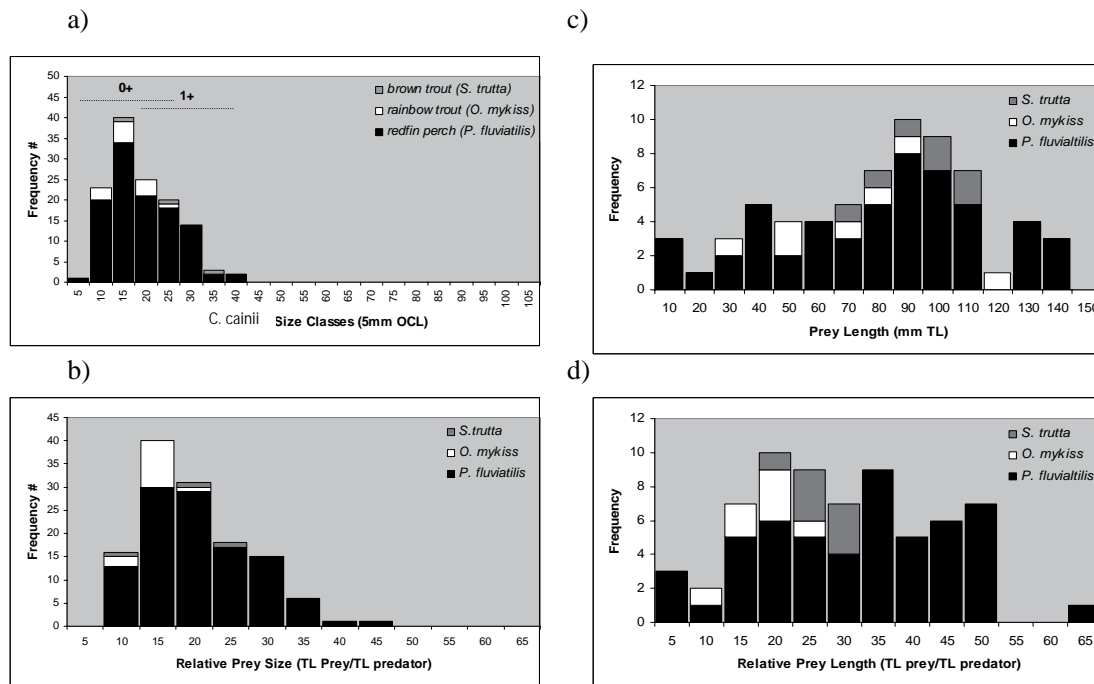 a)
50
45
40
35
30
25
20
15
10
5
0
Frequency #
0+
1+
brown trout (S. trutta)
rainbow trout (O. mykiss)
redfin perch (P. fluviatilis)
5 10 15 20 25 30 35 40 45 50 55 60 65 70 75 80 85 90 95 100 105
C. cainii Size Classes (5mm OCL)
c)
12
10
8
6
4
2
0
Frequency
S. trutta
O. mykiss
P. fluvialtilis
10 20 30 40 50 60 70 80 90 100 110 120 130 140 150
Prey Length (mm TL)
b)
45
40
35
30
25
20
15
10
5
0
Frequency #
S.trutta
O. mykiss
P. fluviatilis
5 10 15 20 25 30 35 40 45 50 55 60 65
Relative Prey Size (TL Prey/TL predator)
d)
12
10
8
6
4
2
0
Frequency
S. trutta
O. mykiss
P. fluvialtilis
5 10 15 20 25 30 35 40 45 50 55 60 65
Relative Prey Length (TL prey/TL predator)